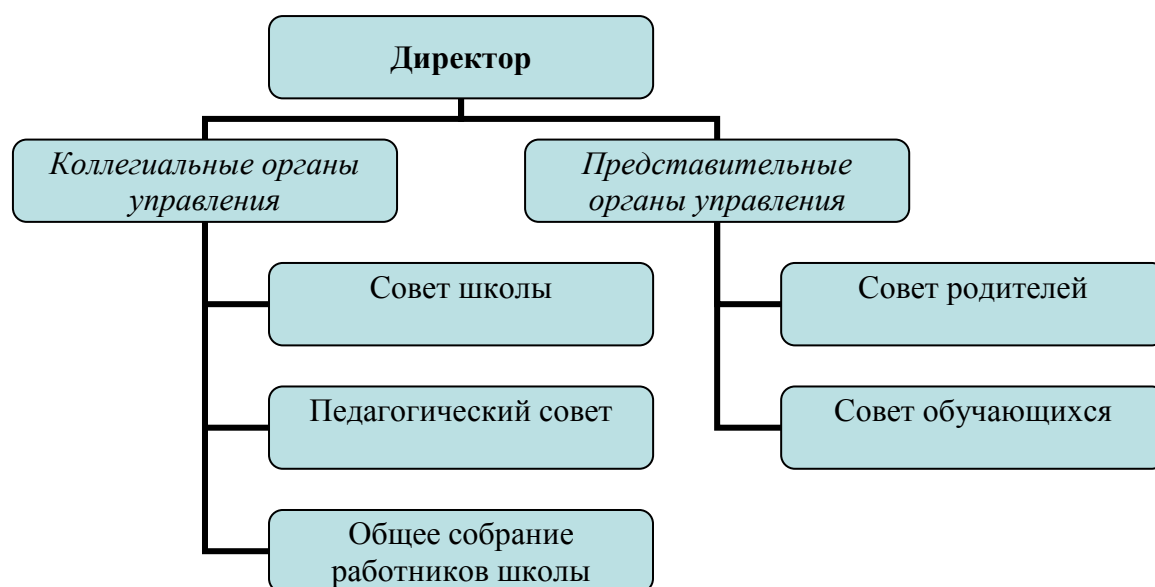 Директор
Коллегиальные органы
управления
Представительные
органы управления
Совет школы
Совет родителей
Педагогический совет
Совет обучающихся
Общее собрание
работников школы